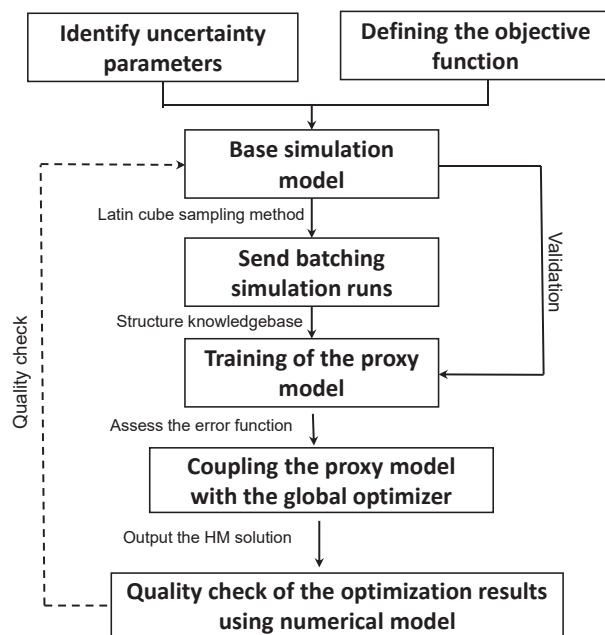 Identify uncertainty
parameters
Defining the objective
function
Base simulation
model
Latin cube sampling method
Send batching
simulation runs
Validation
Structure knowledgebase
Training of the proxy
model
Quality check
Assess the error function
Coupling the proxy model
with the global optimizer
Output the HM solution
Quality check of the optimization results
using numerical model